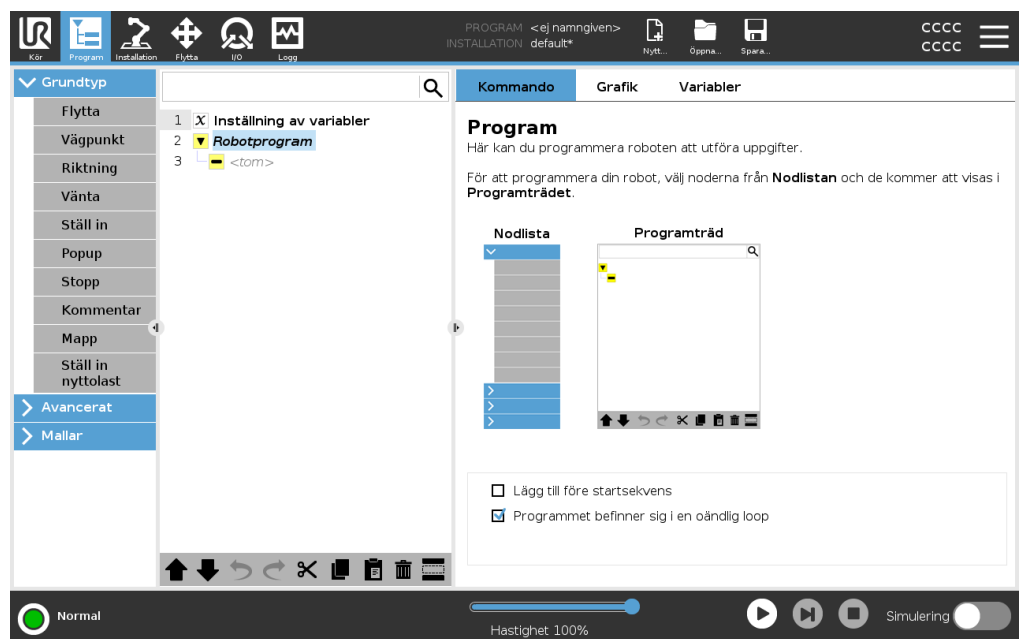 PROGRAM <ej namngiven>
INSTALLATION default*
UR
Kör
Program
Installation
Flytta
I/O
Logg
Nytt...
Öppna...
Spara...
CCCC
CCCC
Grundtyp
Flytta
Vägpunkt
Riktning
Vänta
Ställ in
Popup
Stopp
Kommentar
Mapp
Ställ in
nyttolast
Avancerat
Mallar
1 X Inställning av variabler
2 Robotprogram
3 <tom>
Kommando
Grafik
Variabler
Program
Här kan du programmera roboten att utföra uppgifter.
För att programmera din robot, välj noderna från Nodlistan och de kommer att visas i
Programträdet.
Nodlista
Programträd
Lägg till före startsekvens
Programmet befinner sig i en oändlig loop
Normal
Hastighet 100%
Simulering